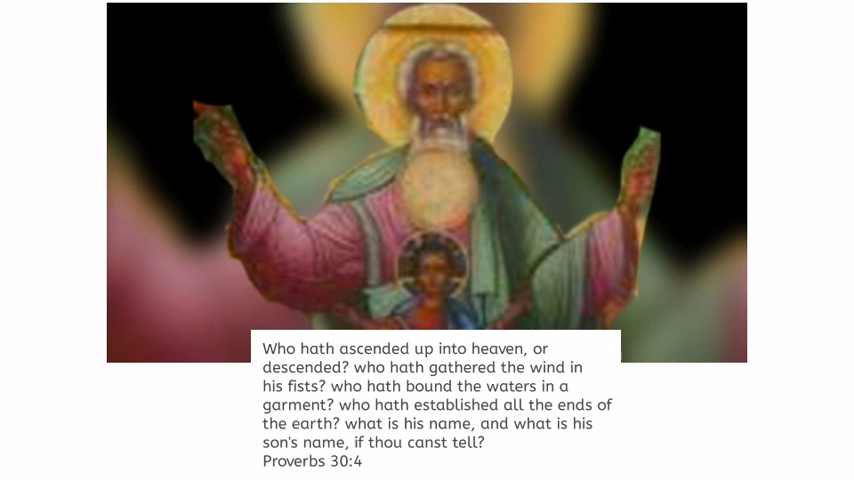 Who hath ascended up into heaven, or
descended? who hath gathered the wind in
his fists? who hath bound the waters in a
garment? who hath established all the ends of
the earth? what is his name, and what is his
son's name, if thou canst tell?
Proverbs 30:4